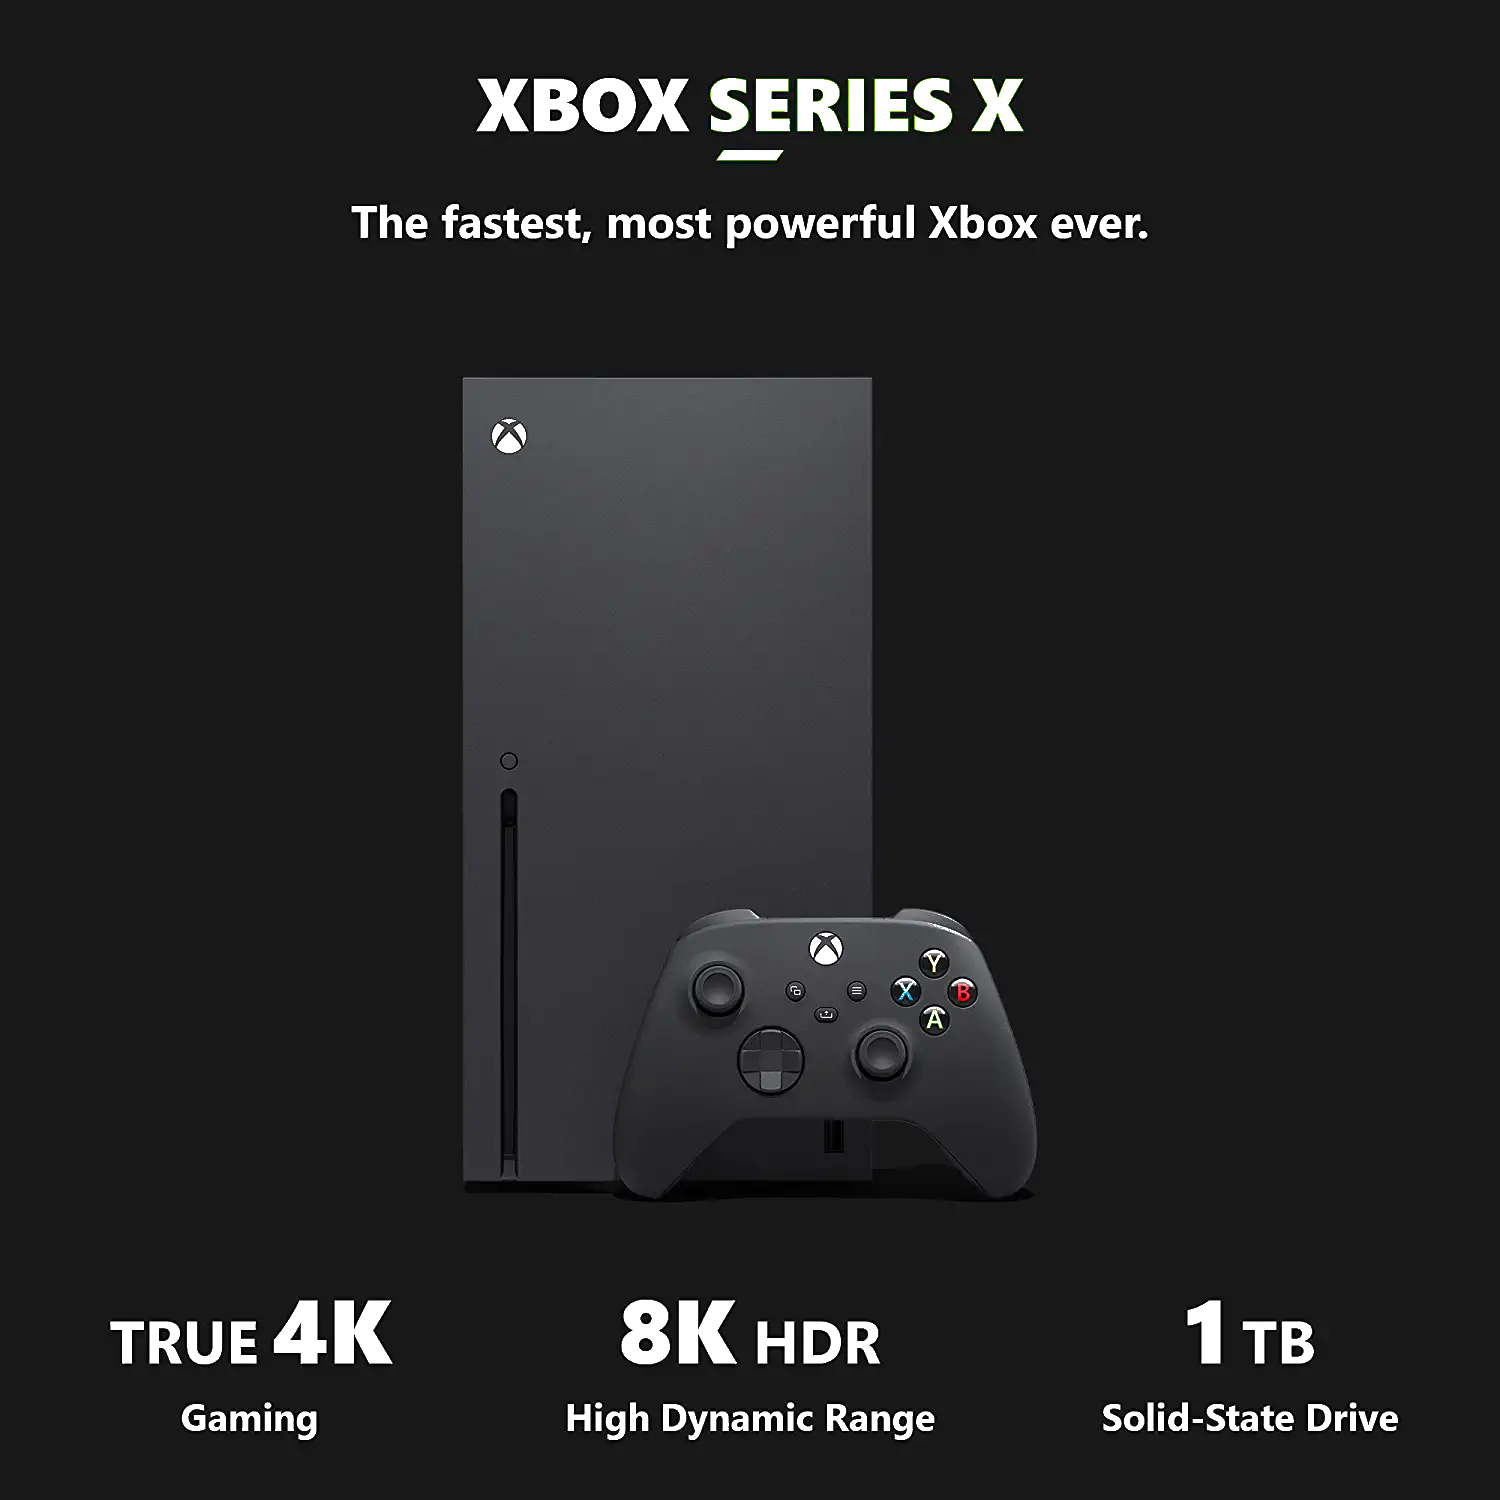 XBOX SERIES X
The fastest, most powerful Xbox ever.
Y
X B
A
TRUE 4K
Gaming
8K HDR
High Dynamic Range
1 TB
Solid-State Drive